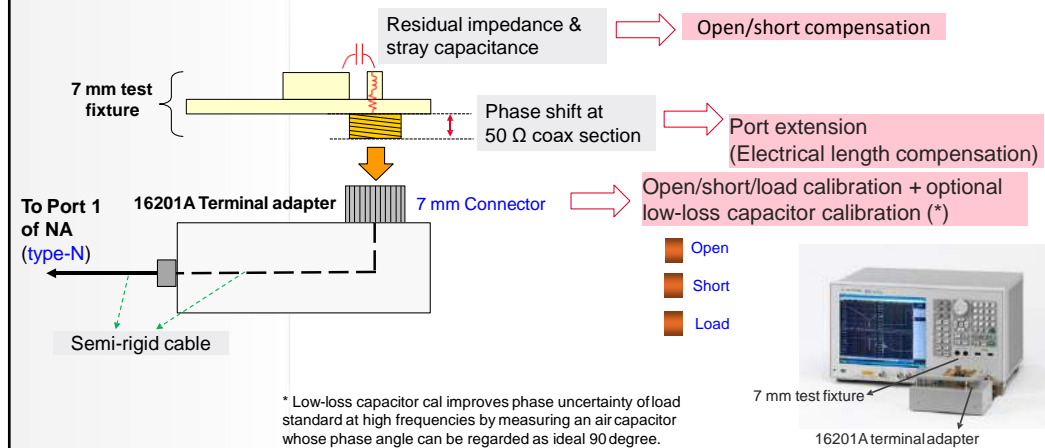 Residual impedance &
stray capacitance
Open/short compensation
7 mm test
fixture
Phase shift at
50 Ω coax section
Port extension
(Electrical length compensation)
16201A Terminal adapter
7 mm Connector
Open/short/load calibration + optional
low-loss capacitor calibration (*)
To Port 1
of NA
(type-N)
Open
Short
Load
Semi-rigid cable
7 mm test fixture
16201A terminal adapter
* Low-loss capacitor cal improves phase uncertainty of load
standard at high frequencies by measuring an air capacitor
whose phase angle can be regarded as ideal 90 degree.